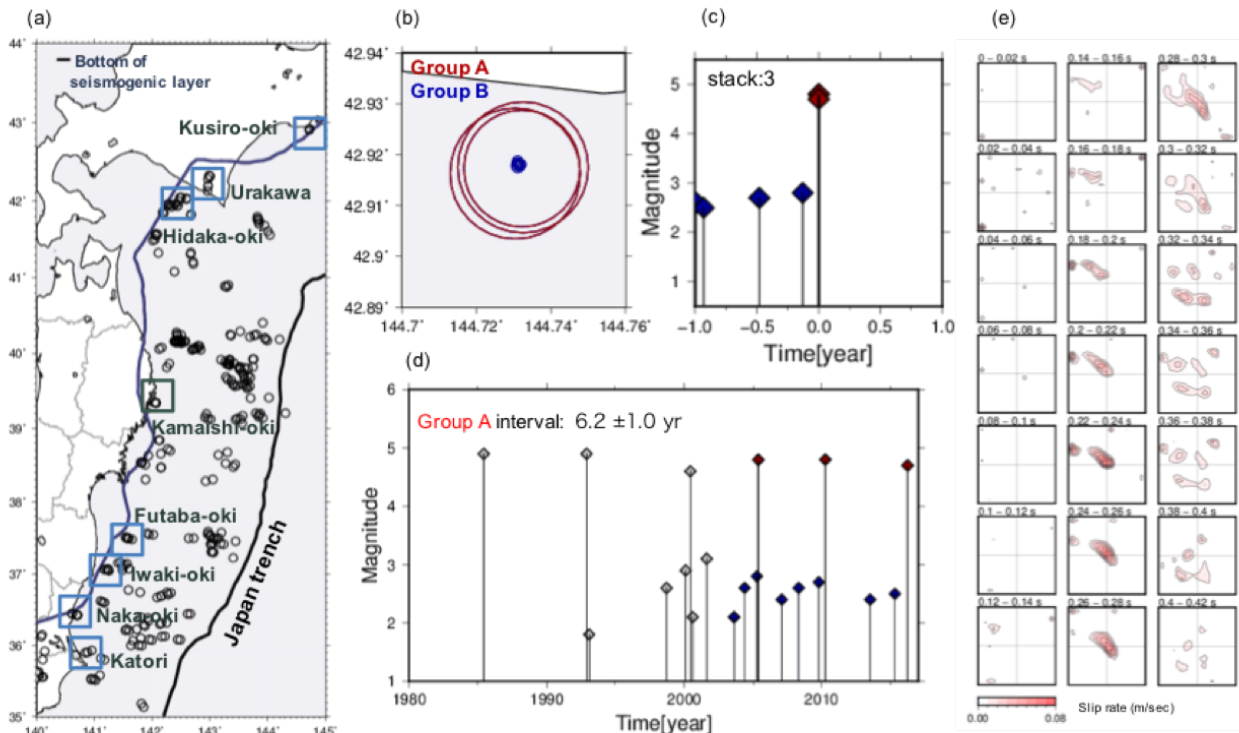 (a)
44˚
43˚
42˚
41˚
40˚
39˚
38˚
37˚
36˚
35˚
140˚
141˚
142˚
143˚
144˚
145˚
Bottom of
seismogenic layer
Kusiro-oki
Urakawa
Hidaka-oki
Kamaishi-oki
Futaba-oki
Iwaki-oki
Naka-oki
Katori
Japan trench
(b)
42.94˚
42.93˚
42.92˚
42.91˚
42.9˚
42.89˚
144.7˚
144.72˚
144.74˚
144.76˚
Group A
Group B
(c)
stack:3
Magnitude
5
4
3
2
1
−1.0
−0.5
0.0
0.5
1.0
Time[year]
(d)
Group A interval: 6.2 ±1.0 yr
Magnitude
6
5
4
3
2
1
1980
1990
2000
2010
Time[year]
(e)
0 − 0.02 s
0.14 − 0.16 s
0.28 − 0.3 s
0.02 − 0.04 s
0.16 − 0.18 s
0.3 − 0.32 s
0.04 − 0.06 s
0.18 − 0.2 s
0.32 − 0.34 s
0.06 − 0.08 s
0.2 − 0.22 s
0.34 − 0.36 s
0.08 − 0.1 s
0.22 − 0.24 s
0.36 − 0.38 s
0.1 − 0.12 s
0.24 − 0.26 s
0.38 − 0.4 s
0.12 − 0.14 s
0.26 − 0.28 s
0.4 − 0.42 s
0.00
0.08
Slip rate (m/sec)